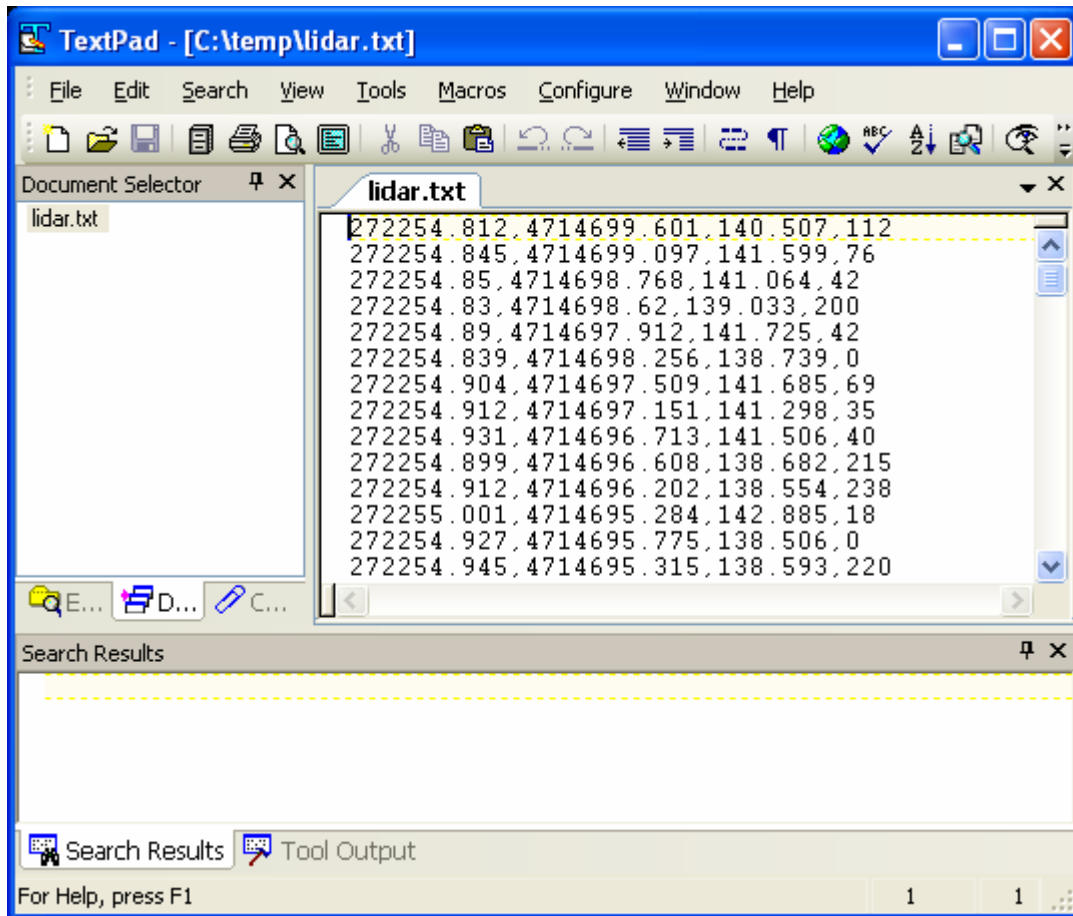 TextPad - [C:\temp\lidar.txt]
File Edit Search View Tools Macros Configure Window Help
Document Selector
lidar.txt
lidar.txt
272254.812,4714699.601,140.507,112
272254.845,4714699.097,141.599,76
272254.85,4714698.768,141.064,42
272254.83,4714698.62,139.033,200
272254.89,4714697.912,141.725,42
272254.839,4714698.256,138.739,0
272254.904,4714697.509,141.685,69
272254.912,4714697.151,141.298,35
272254.931,4714696.713,141.506,40
272254.899,4714696.608,138.682,215
272254.912,4714696.202,138.554,238
272255.001,4714695.284,142.885,18
272254.927,4714695.775,138.506,0
272254.945,4714695.315,138.593,220
E... D... C...
Search Results
Search Results Tool Output
For Help, press F1 1 1